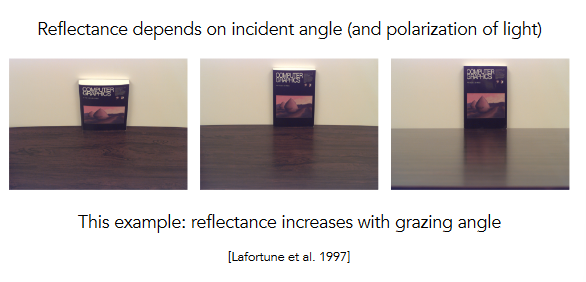 Reflectance depends on incident angle (and polarization of light)
COMPUTER
GRAPHICS
COMPUTER
GRAPHICS
COMPUTER
GRAPHICS
This example: reflectance increases with grazing angle
[Lafortune et al. 1997]